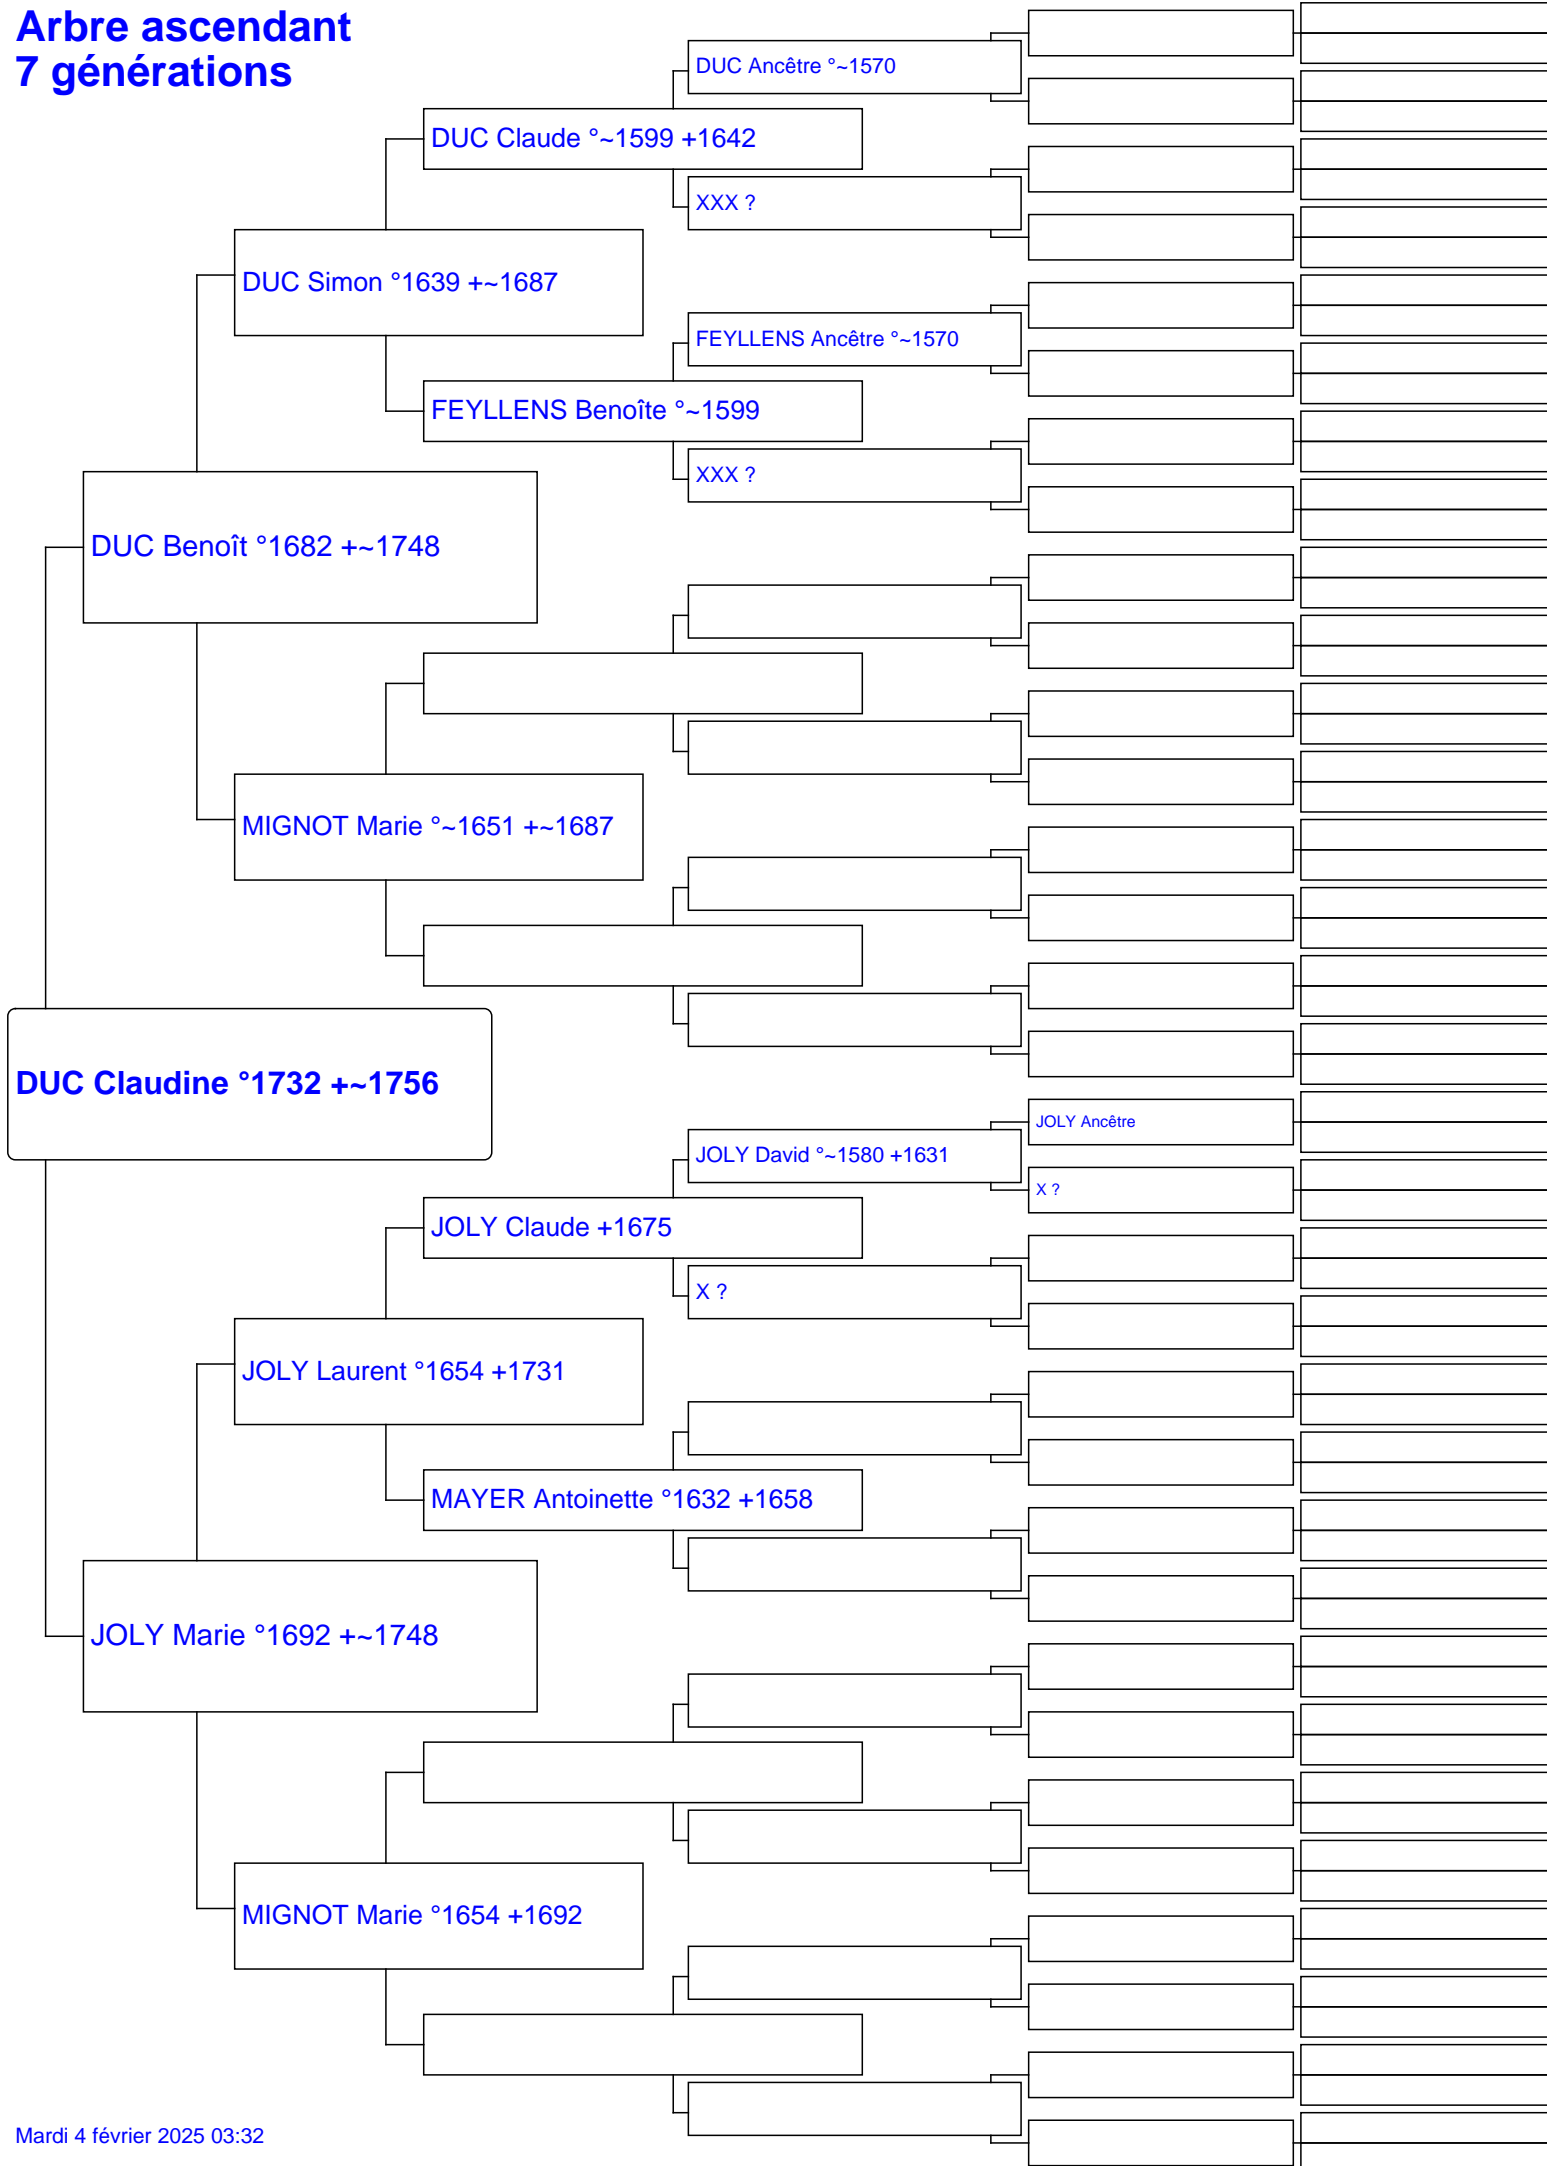 Arbre ascendant
7 générations
DUC Ancêtre °~1570
DUC Claude °~1599 +1642
XXX ?
DUC Simon °1639 +~1687
FEYLLENS Ancêtre °~1570
FEYLLENS Benoîte °~1599
XXX ?
DUC Benoît °1682 +~1748
MIGNOT Marie °~1651 +~1687
DUC Claudine °1732 +~1756
JOLY Ancêtre
JOLY David °~1580 +1631
X ?
JOLY Claude +1675
X ?
JOLY Laurent °1654 +1731
MAYER Antoinette °1632 +1658
JOLY Marie °1692 +~1748
MIGNOT Marie °1654 +1692
Mardi 4 février 2025 03:32